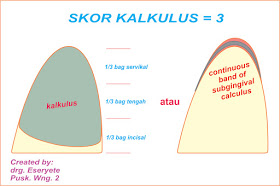 SKOR KALKULUS = 3
1/3 bag servikal
kalkulus
1/3 bag tengah
atau
1/3 bag incisal
continuous
band of
subgingival
calculus
Created by:
drg. Eseryete
Pusk. Wng. 2